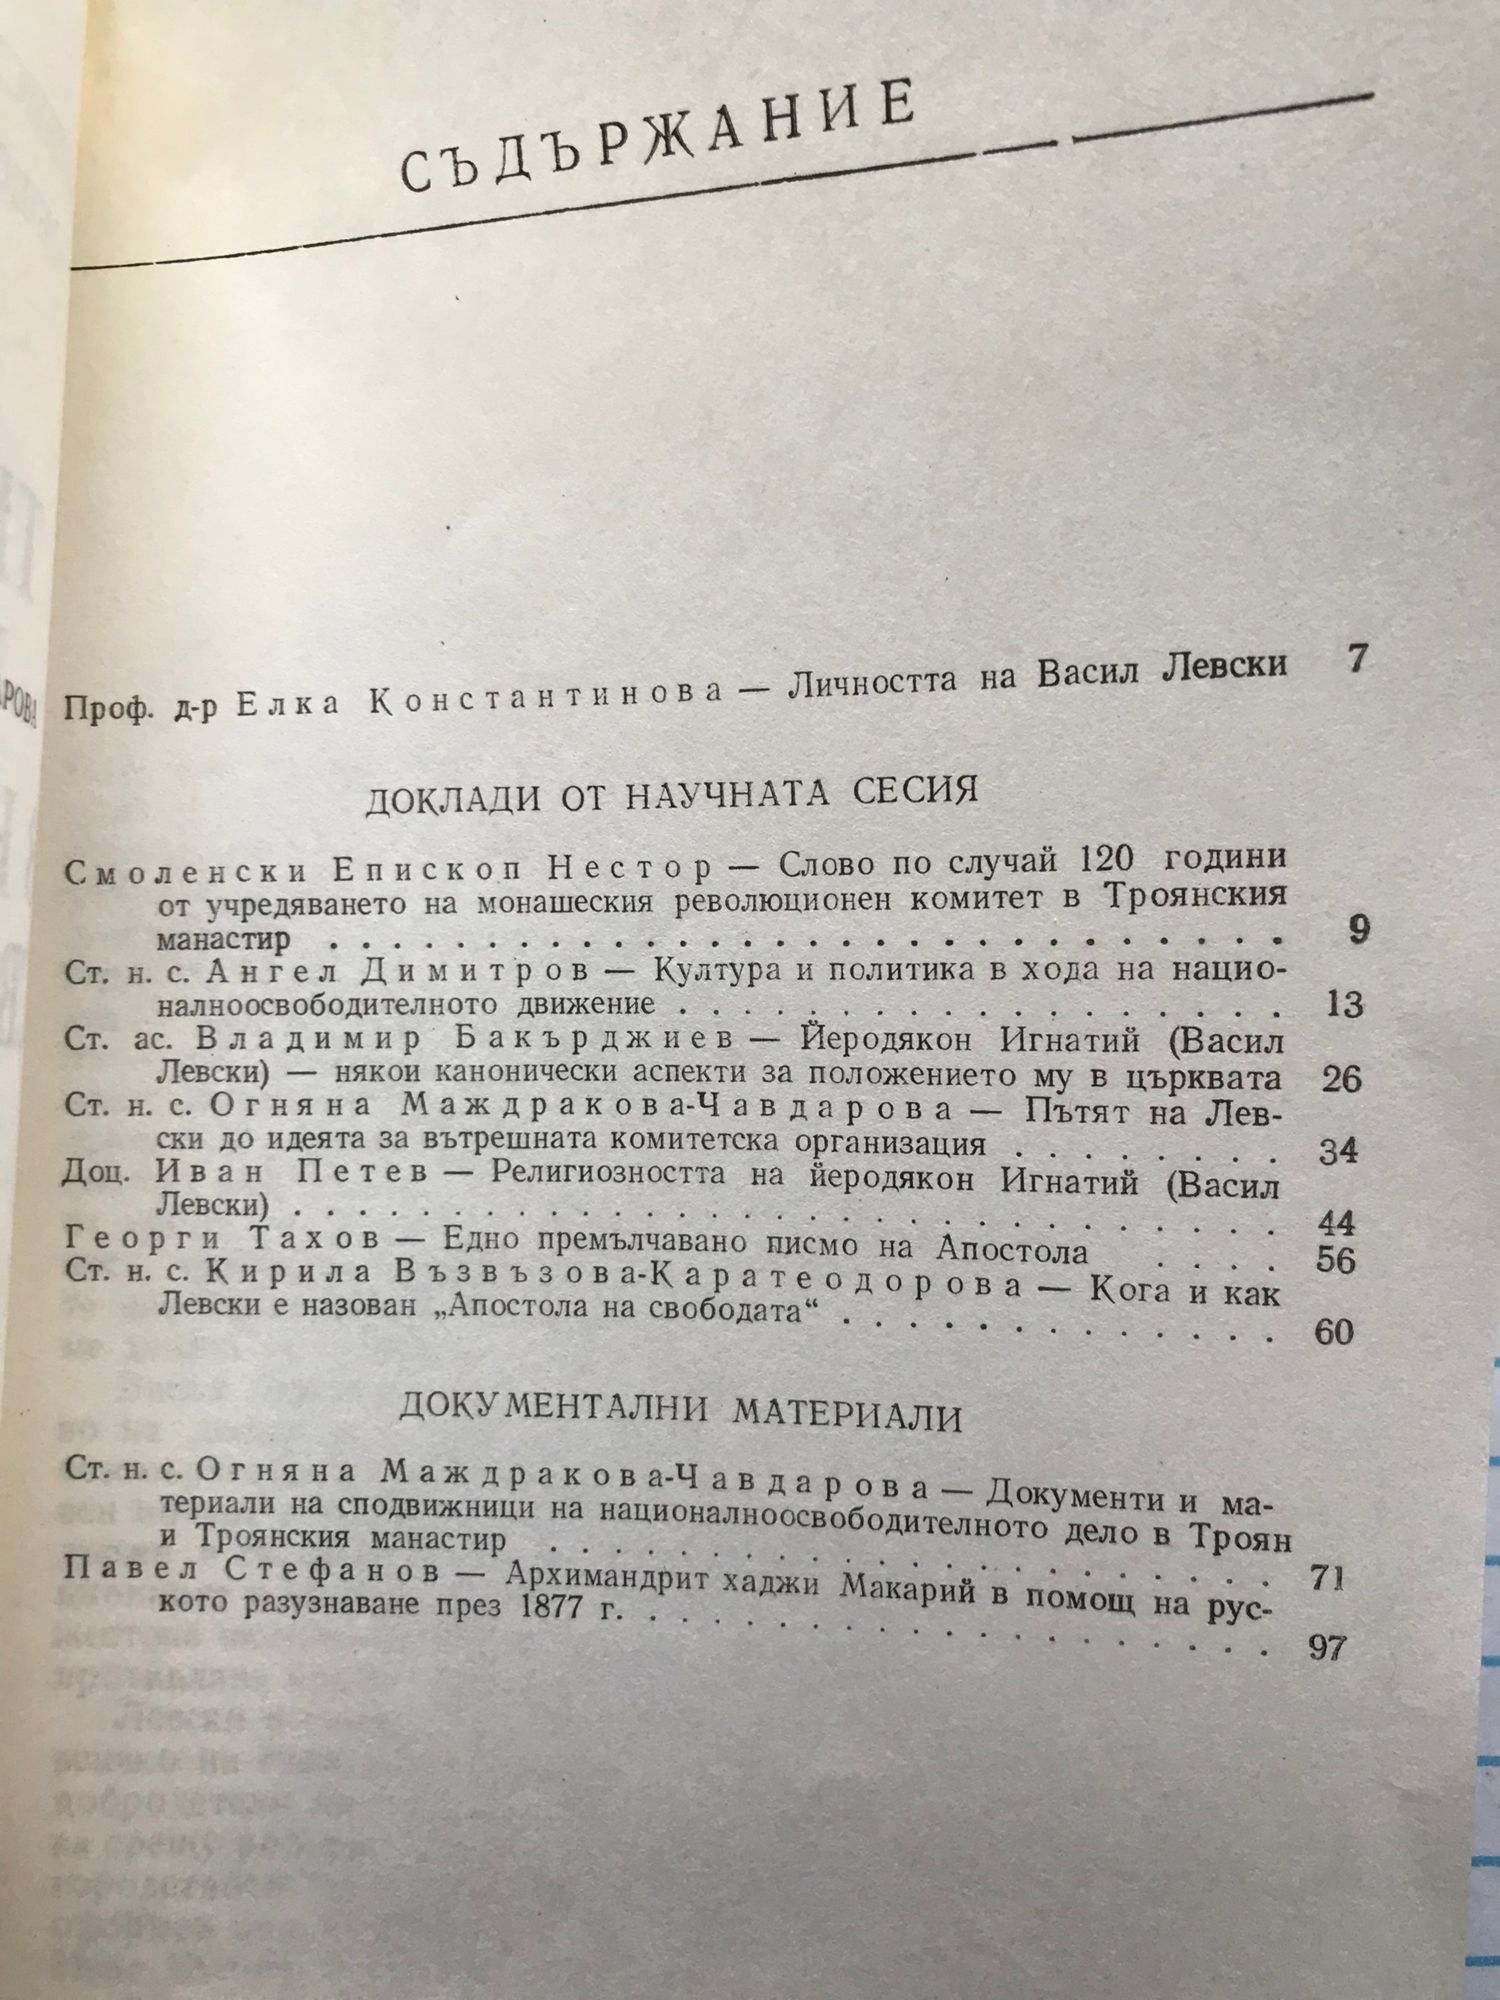 СЪДЪРЖАНИЕ
Проф. д-р Елка Константинова — Личността на Васил Левски 7
ДОКЛАДИ ОТ НАУЧНАТА СЕСИЯ
Смоленски Епископ Нестор — Слово по случай 120 години
от учредяването на монашеския революционен комитет в Троянския
манастир . . . . . . . . . . . . . . . . . . . . . . . . . . . . . . 9
Ст. н. с. Ангел Димитров — Култура и политика в хода на нацио-
налноосвободителното движение . . . . . . . . . . . . . . . . . . . 13
Ст. ас. Владимир Бакърджиев — Йеродякон Игнатий (Васил
Левски) — някои канонически аспекти за положението му в църквата 26
Ст. н. с. Огняна Маждракова-Чавдарова — Пътят на Лев-
ски до идеята за вътрешната комитетска организация . . . . . . . . 34
Доц. Иван Петев — Религиозността на йеродякон Игнатий (Васил
Левски) . . . . . . . . . . . . . . . . . . . . . . . . . . . . . . 44
Георги Тахов — Едно премълчавано писмо на Апостола . . . . 56
Ст. н. с. Кирила Възвъзова-Каратеодорова — Кога и как
Левски е назован „Апостола на свободата“ . . . . . . . . . . . . . 60
ДОКУМЕНТАЛНИ МАТЕРИАЛИ
Ст. н. с. Огняна Маждракова-Чавдарова — Документи и ма-
териали на сподвижници на националноосвободителното дело в Троян
и Троянския манастир . . . . . . . . . . . . . . . . . . . . . . . 71
Павел Стефанов — Архимандрит хаджи Макарий в помощ на рус-
кото разузнаване през 1877 г. . . . . . . . . . . . . . . . . . . . 97